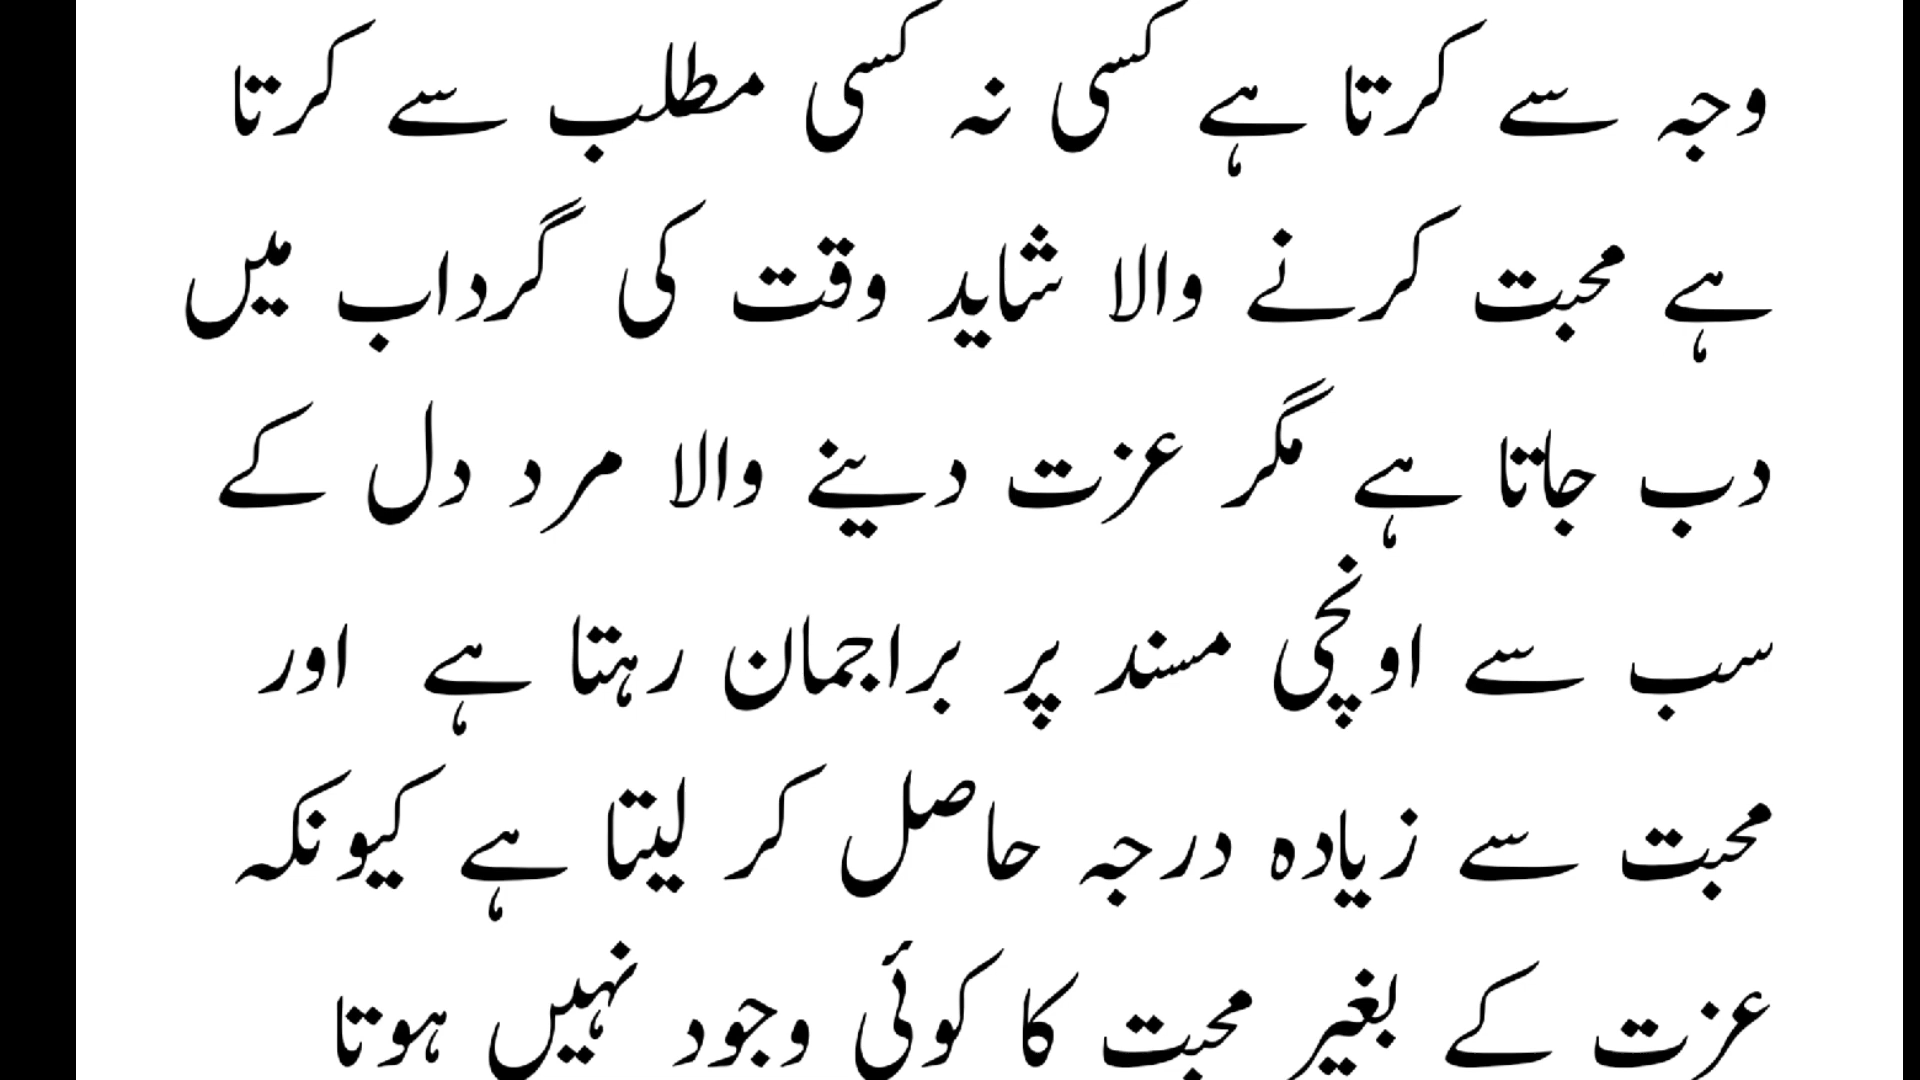 وجہ سے کرتا ہے کسی نہ کسی مطلب سے کرتا
ہے محبت کرنے والا شاید وقت کی گرداب میں
دب جاتا ہے مگر عزت دینے والا مرد دل کے
سب سے اونچی مسند پر براجمان رہتا ہے اور
محبت سے زیادہ درجہ حاصل کر لیتا ہے کیونکہ
عزت کے بغیر محبت کا کوئی وجود نہیں ہوتا